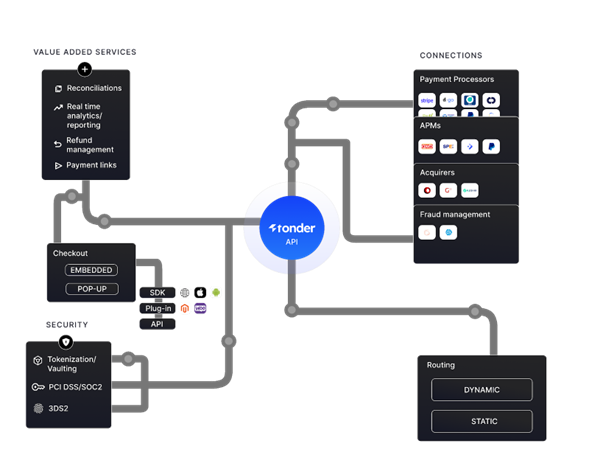 VALUE ADDED SERVICES
Reconciliations
Real time
analytics/
reporting
Refund
management
Payment links
Checkout
EMBEDDED
POP-UP
SDK
Plug-in
API
SECURITY
Tokenization/
Vaulting
PCI DSS/SOC2
3DS2
tronder
API
CONNECTIONS
Payment Processors
stripe
APMs
Acquirers
Fraud management
Routing
DYNAMIC
STATIC